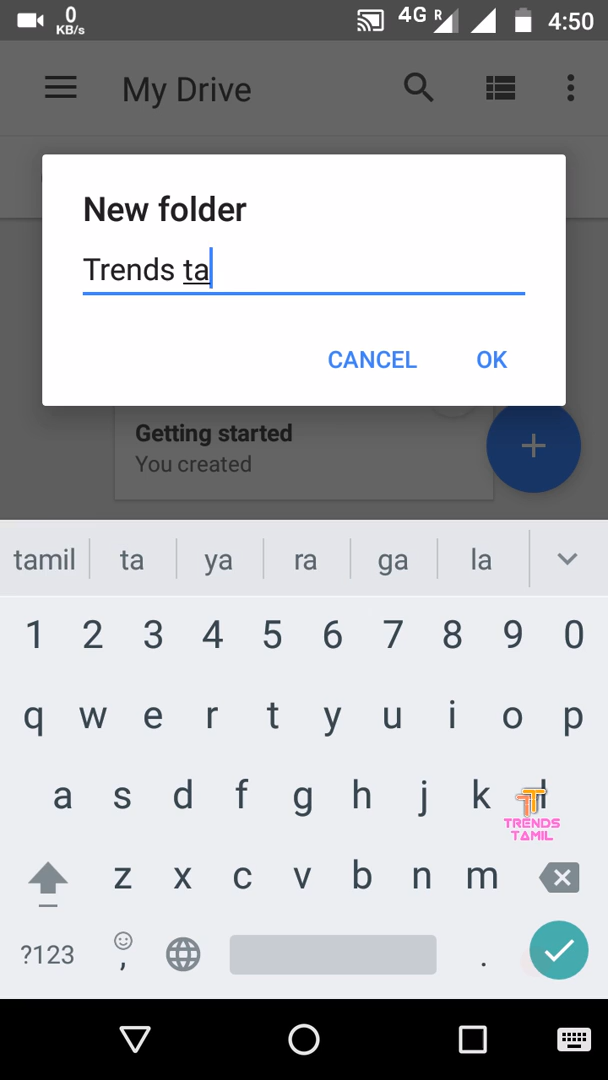 0
KB/s
4G R
4:50
My Drive
New folder
Trends ta
CANCEL
OK
Getting started
You created
tamil ta ya ra ga la
1 2 3 4 5 6 7 8 9 0
q w e r t y u i o p
a s d f g h j k l
TRENDS
TAMIL
z x c v b n m
?123 , .